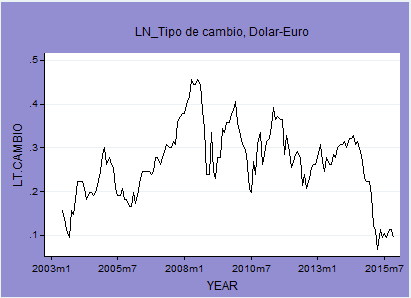 LN_Tipo de cambio, Dolar-Euro
.5
.4
.3
.2
.1
LT.CAMBIO
2003m1 2005m7 2008m1 2010m7 2013m1 2015m7
YEAR